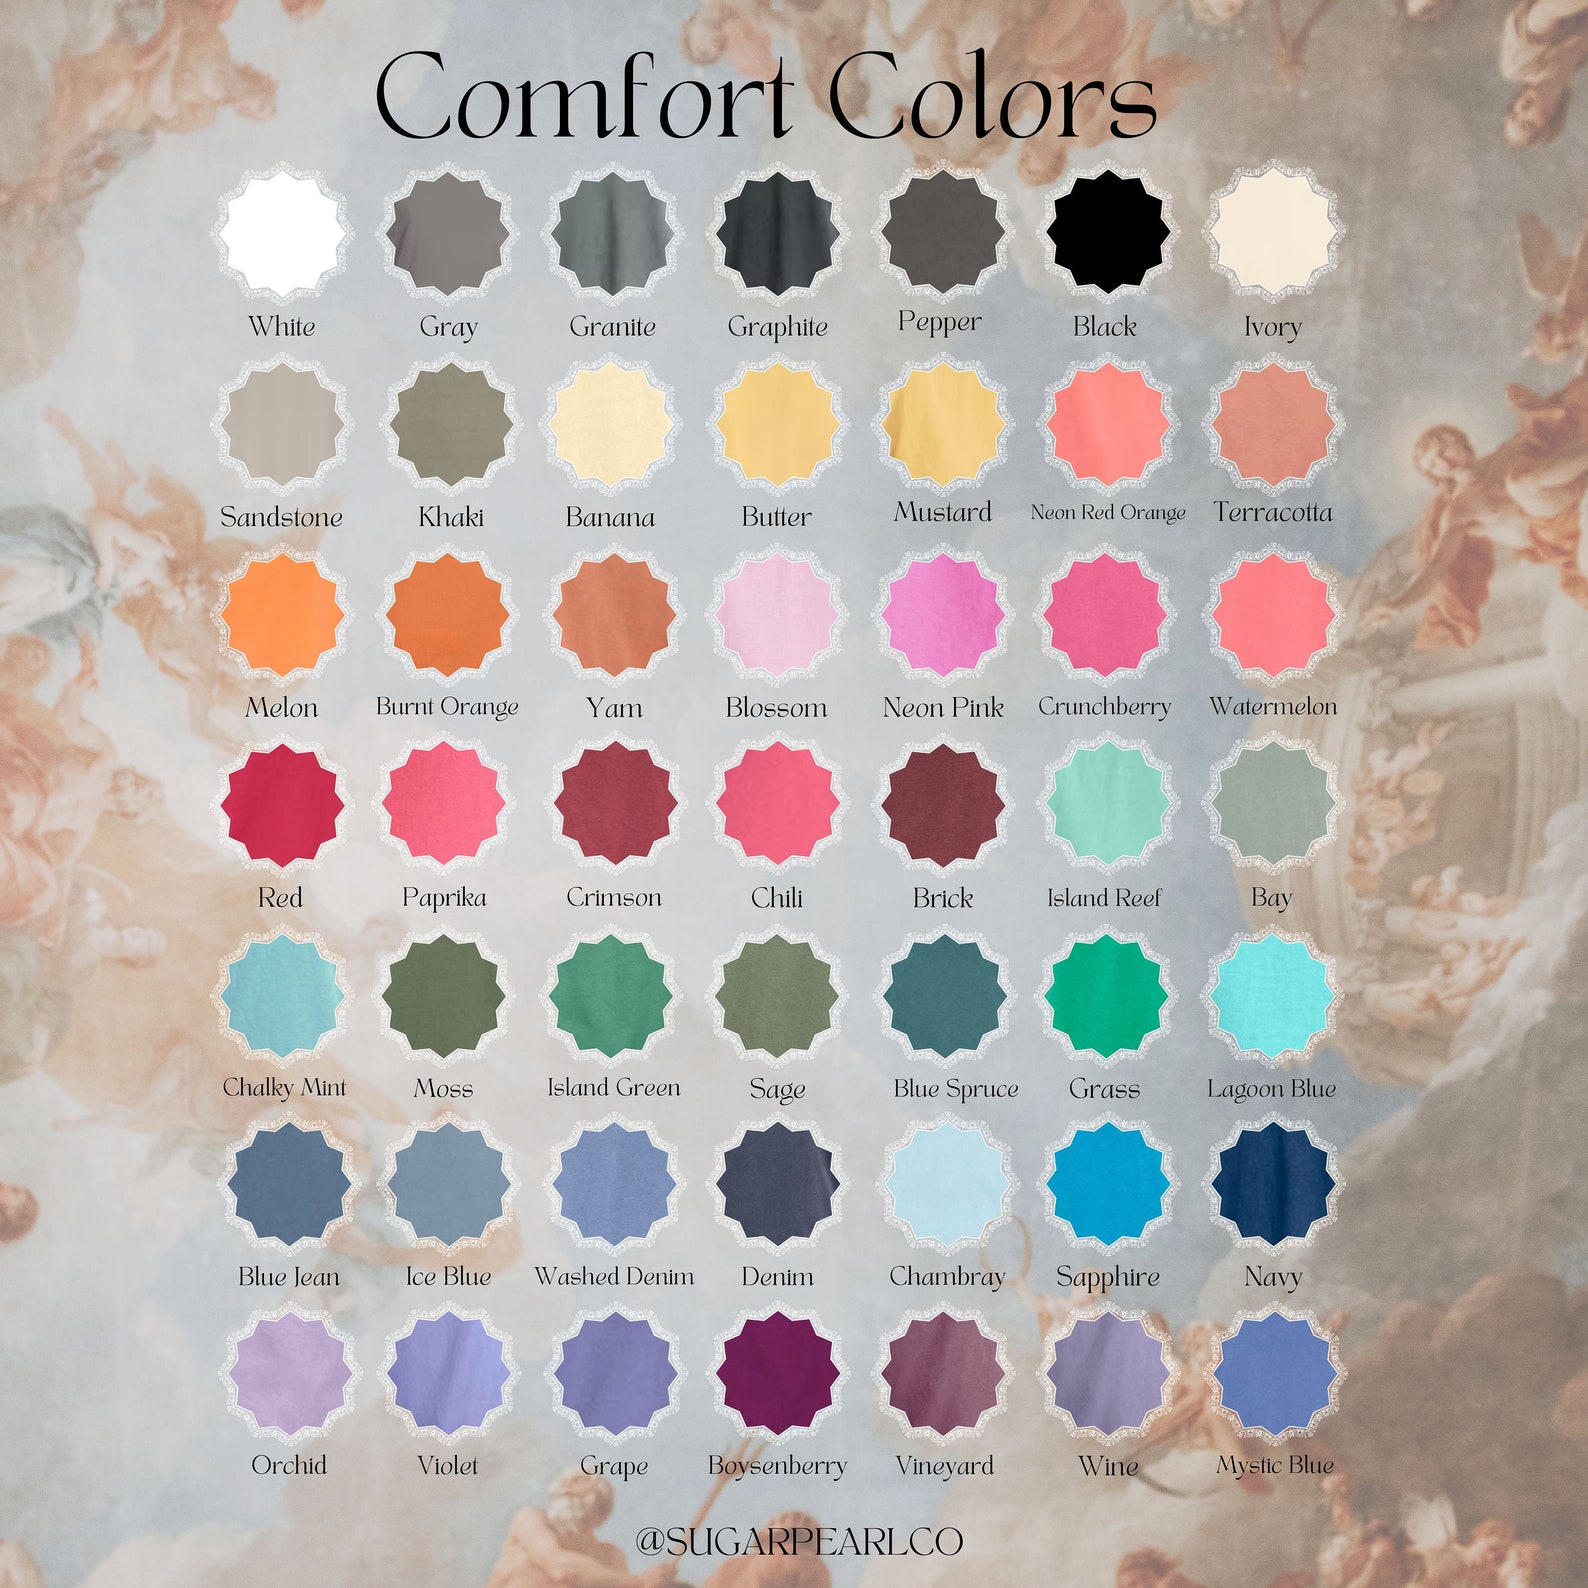 Comfort Colors
White Gray Granite Graphite Pepper Black Ivory
Sandstone Khaki Banana Butter Mustard Neon Red Orange Terracotta
Melon Burnt Orange Yam Blossom Neon Pink Crunchberry Watermelon
Red Paprika Crimson Chili Brick Island Reef Bay
Chalky Mint Moss Island Green Sage Blue Spruce Grass Lagoon Blue
Blue Jean Ice Blue Washed Denim Denim Chambray Sapphire Navy
Orchid Violet Grape Boysenberry Vineyard Wine Mystic Blue
@SUGARPEARLCO